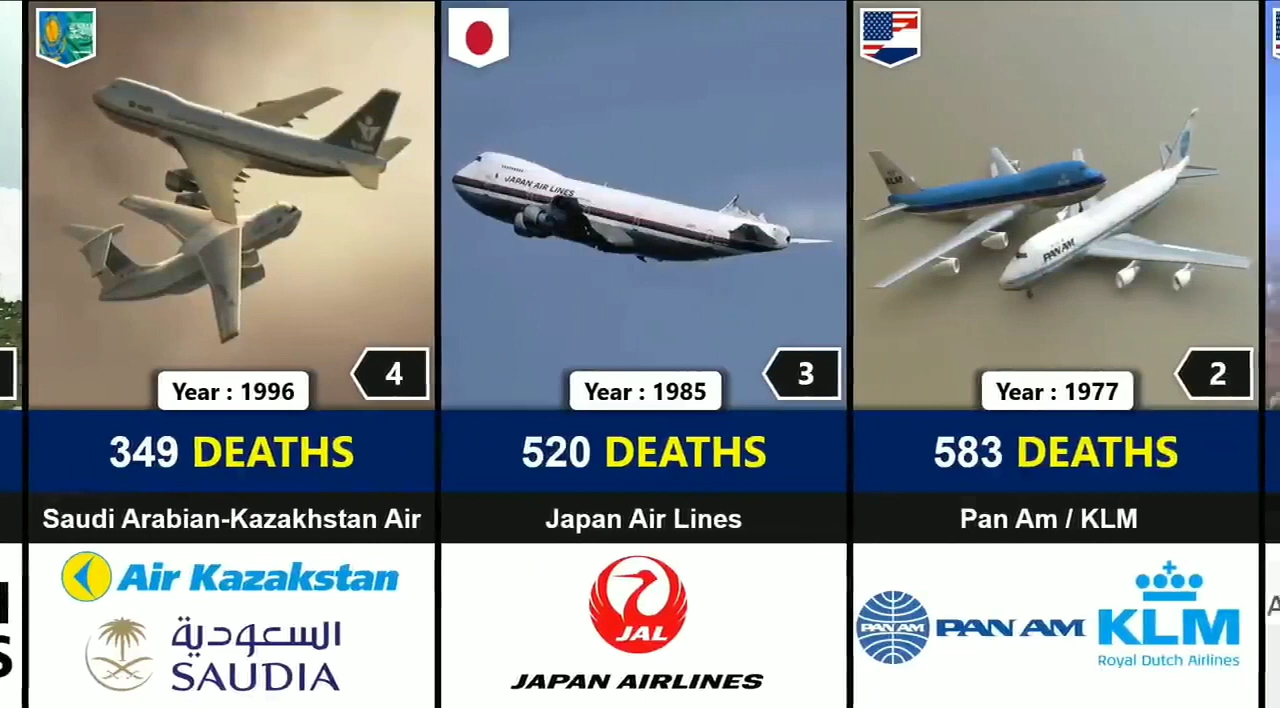 4
Year : 1996
349 DEATHS
Saudi Arabian-Kazakhstan Air
Air Kazakstan
السعودية
SAUDIA
JAPAN AIR LINES
3
Year : 1985
520 DEATHS
Japan Air Lines
JAL
JAPAN AIRLINES
KLM
PAN AM
2
Year : 1977
583 DEATHS
Pan Am / KLM
PAN AM
PAN AM
KLM
Royal Dutch Airlines